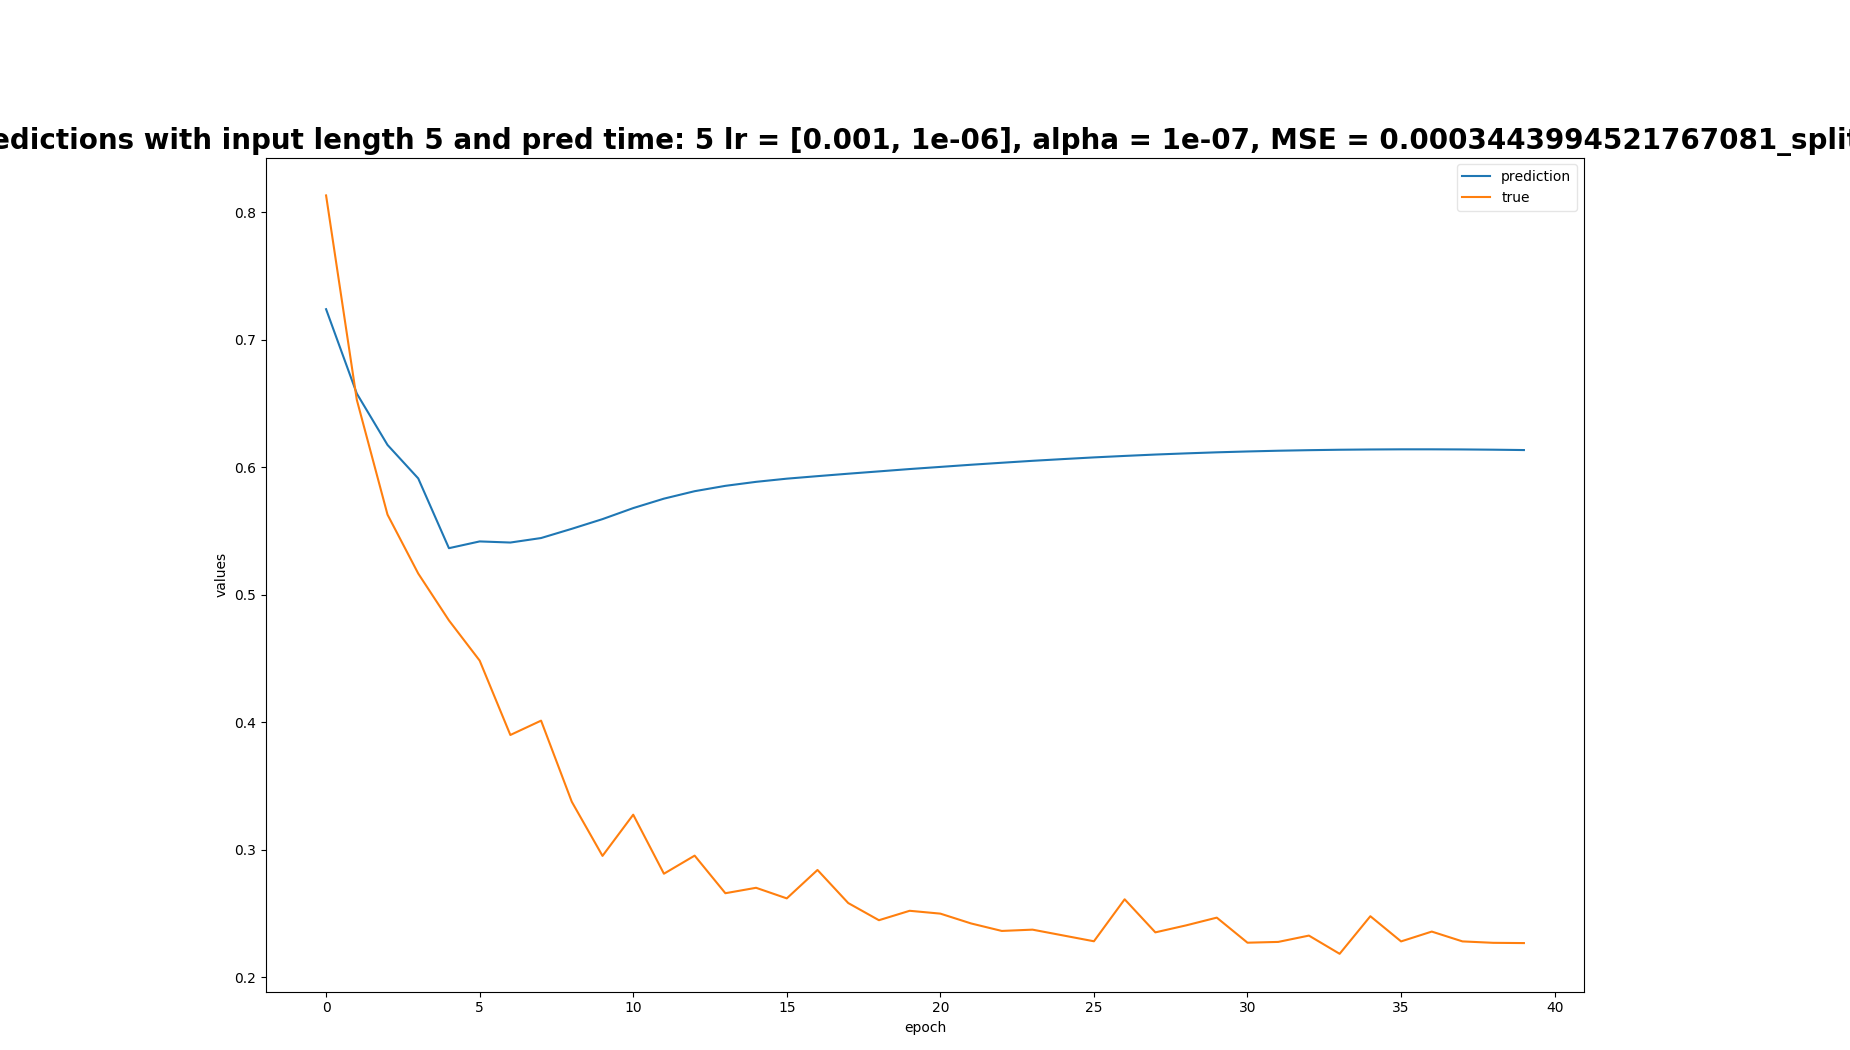 with input length 5 and pred time: 5 lr = [0.001, 1e-06], alpha = 1e-07, MSE = 0.0003443994521767081_split
prediction
true
0.8
0.7
0.6
0.5
0.4
0.3
0.2
values
0 5 10 15 20 25 30 35 40
epoch